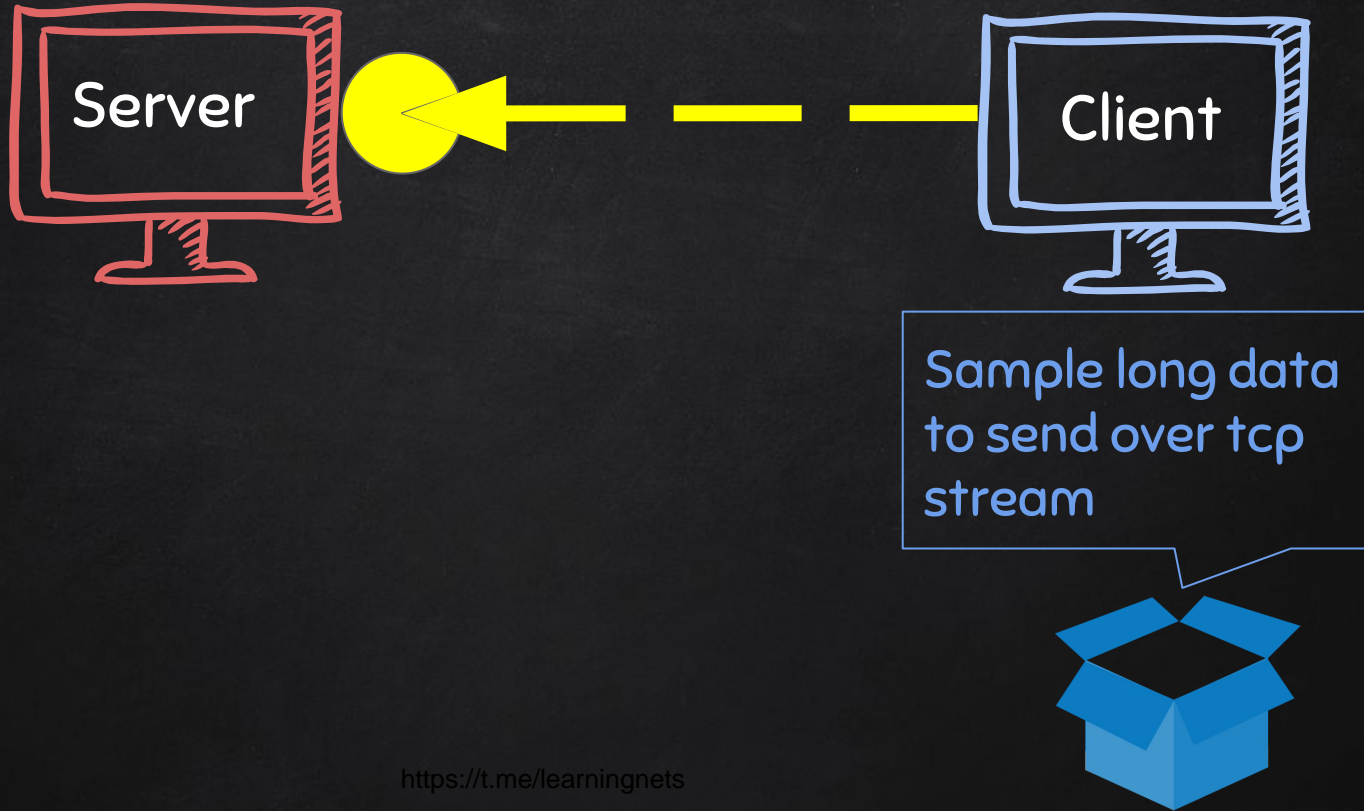 Server
Client
Sample long data
to send over tcp
stream
https://t.me/learningnets